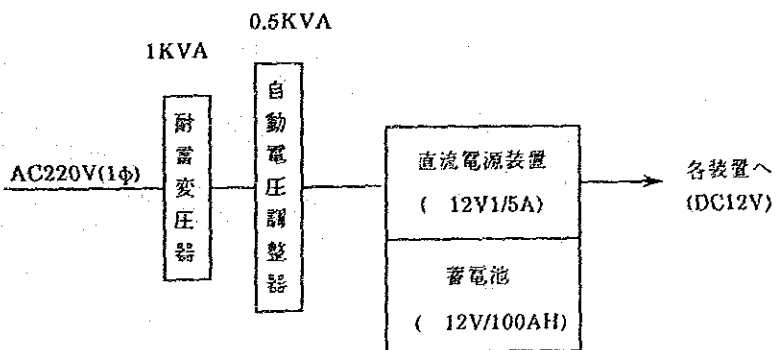 0.5KVA
1KVA
耐雷変圧器
自動電圧調整器
AC220V(1φ)
直流電源装置
( 12V1/5A)
各装置へ
(DC12V)
蓄電池
( 12V/100AH)